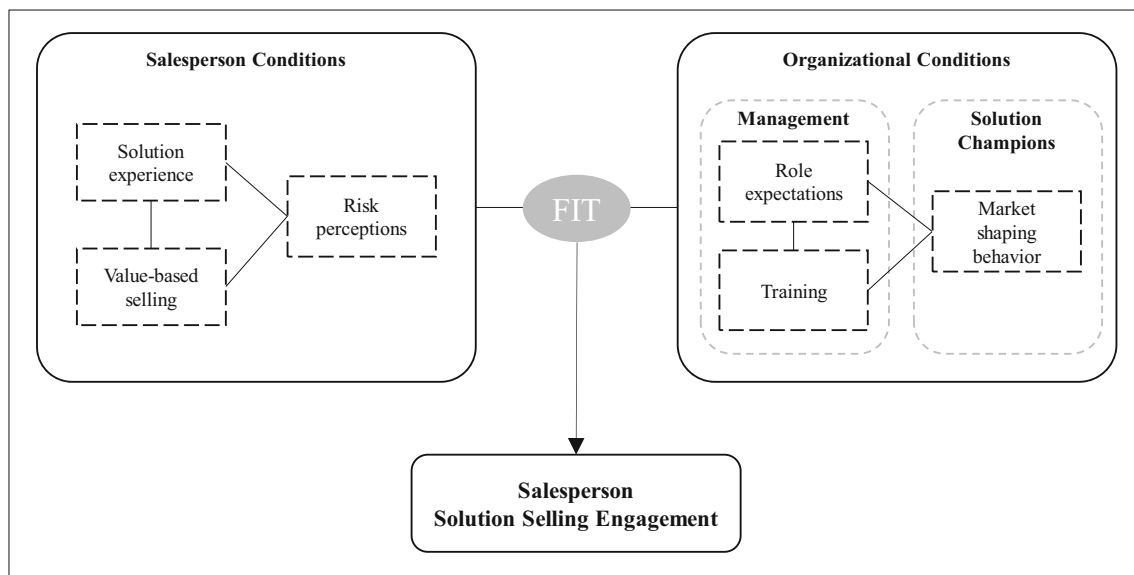 Salesperson Conditions
Solution
experience
Value-based
selling
Risk
perceptions
FIT
Organizational Conditions
Management
Role
expectations
Training
Solution
Champions
Market
shaping
behavior
Salesperson
Solution Selling Engagement